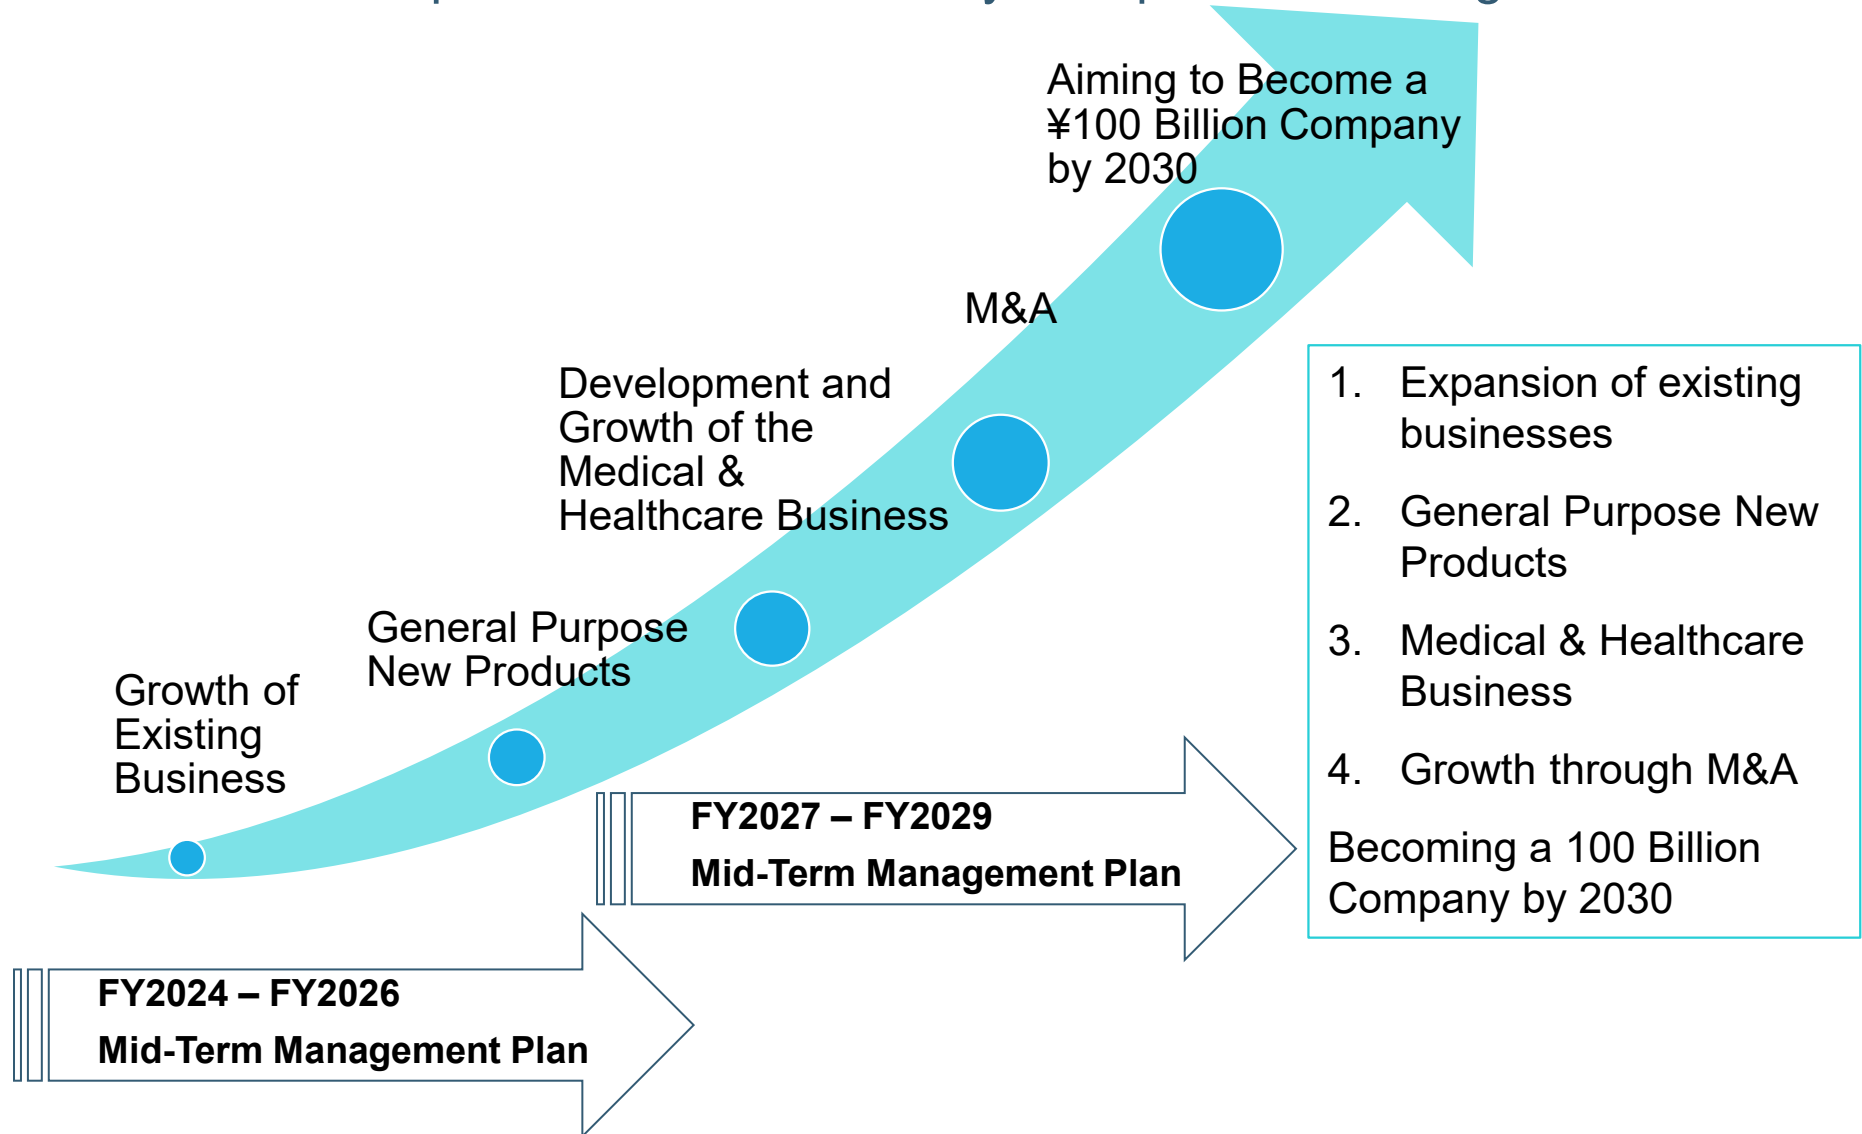 Aiming to Become a
¥100 Billion Company
by 2030
M&A
Development and
Growth of the
Medical &
Healthcare Business
General Purpose
New Products
Growth of
Existing
Business
1. Expansion of existing
businesses
2. General Purpose New
Products
3. Medical & Healthcare
Business
4. Growth through M&A
Becoming a 100 Billion
Company by 2030
FY2027 – FY2029
Mid-Term Management Plan
FY2024 – FY2026
Mid-Term Management Plan